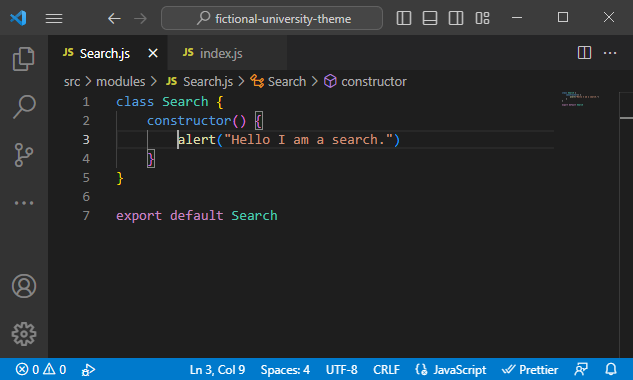 fictional-university-theme
JS Search.js JS index.js
src > modules > JS Search.js > Search > constructor
1 class Search {
2 constructor() {
3 alert("Hello I am a search.")
4 }
5 }
6
7 export default Search
0 0 Ln 3, Col 9 Spaces: 4 UTF-8 CRLF {} JavaScript Prettier